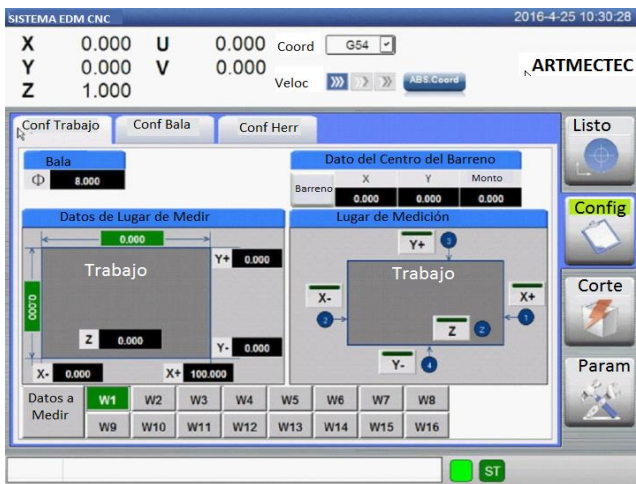 SISTEMA EDM CNC 2016-4-25 10:30:28
X 0.000 U 0.000 Coord G54
Y 0.000 V 0.000
Z 1.000 Veloc ABS.Coord
ARTMECTEC
Conf Trabajo Conf Bala Conf Herr
Listo
Config
Corte
Param
Bala
Φ 8.000
Dato del Centro del Barreno
X Y Monto
Barreno 0.000 0.000 0.000
Datos de Lugar de Medir
0.000
Trabajo
0.000
Y+ 0.000
Z 0.000
Y- 0.000
X- 0.000 X+ 100.000
Lugar de Medición
Y+ 3
Trabajo
X- 2
X+ 1
Z
Y- 4
Datos a Medir
W1 W2 W3 W4 W5 W6 W7 W8
W9 W10 W11 W12 W13 W14 W15 W16
ST